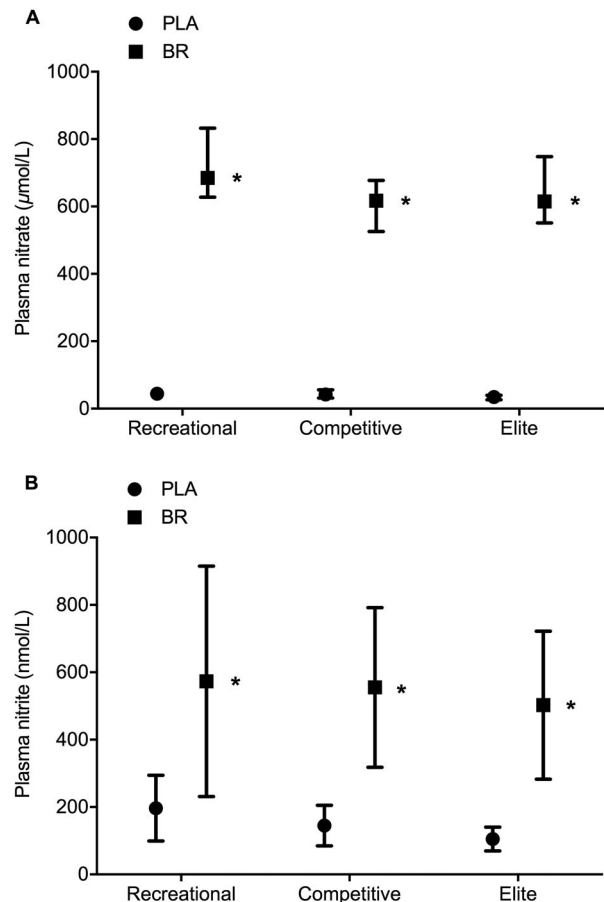 A
PLA
BR
1000
800
600
400
200
0
Plasma nitrate (µmol/L)
*
*
*
Recreational Competitive Elite
B
PLA
BR
1000
800
600
400
200
0
Plasma nitrite (nmol/L)
*
*
*
Recreational Competitive Elite